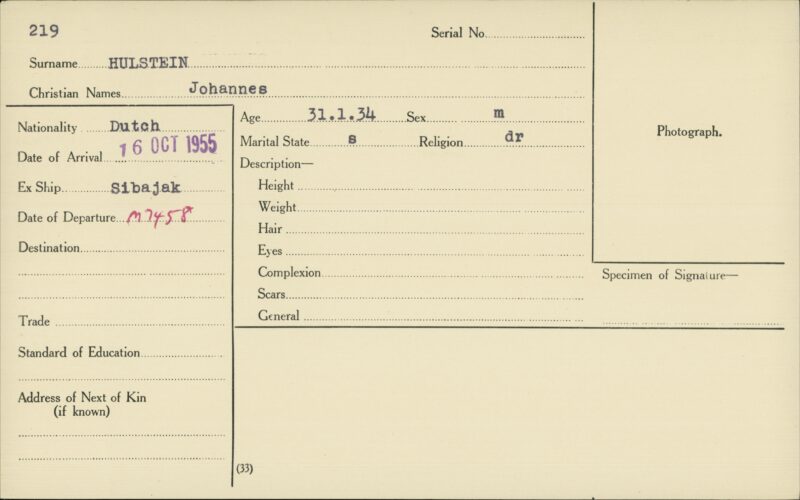 219
Serial No.
Surname HULSTEIN
Christian Names Johannes
Nationality Dutch
Date of Arrival 16 OCT 1955
Ex Ship Sibajak
Date of Departure M7458
Destination
Trade
Standard of Education
Address of Next of Kin
(if known)
Age 31.1.34 Sex m
Marital State s Religion dr
Description—
Height
Weight
Hair
Eyes
Complexion
Scars
General
(33)
Photograph.
Specimen of Signature—